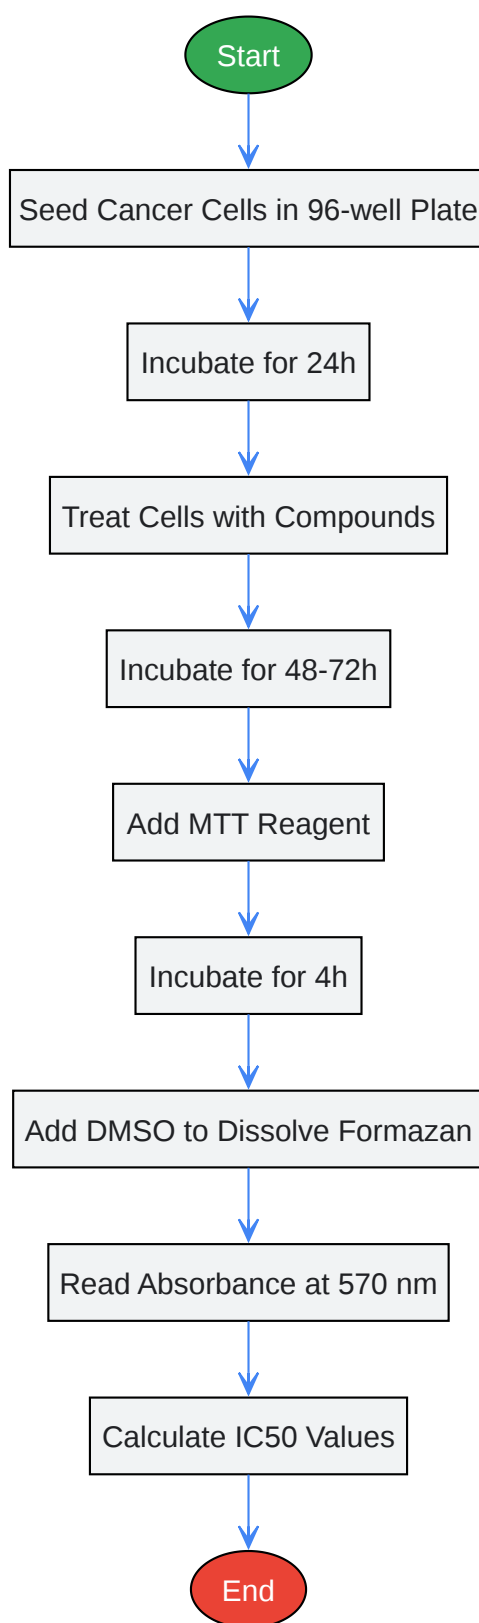 Start
Seed Cancer Cells in 96-well Plate
Incubate for 24h
Treat Cells with Compounds
Incubate for 48-72h
Add MTT Reagent
Incubate for 4h
Add DMSO to Dissolve Formazan
Read Absorbance at 570 nm
Calculate IC50 Values
End